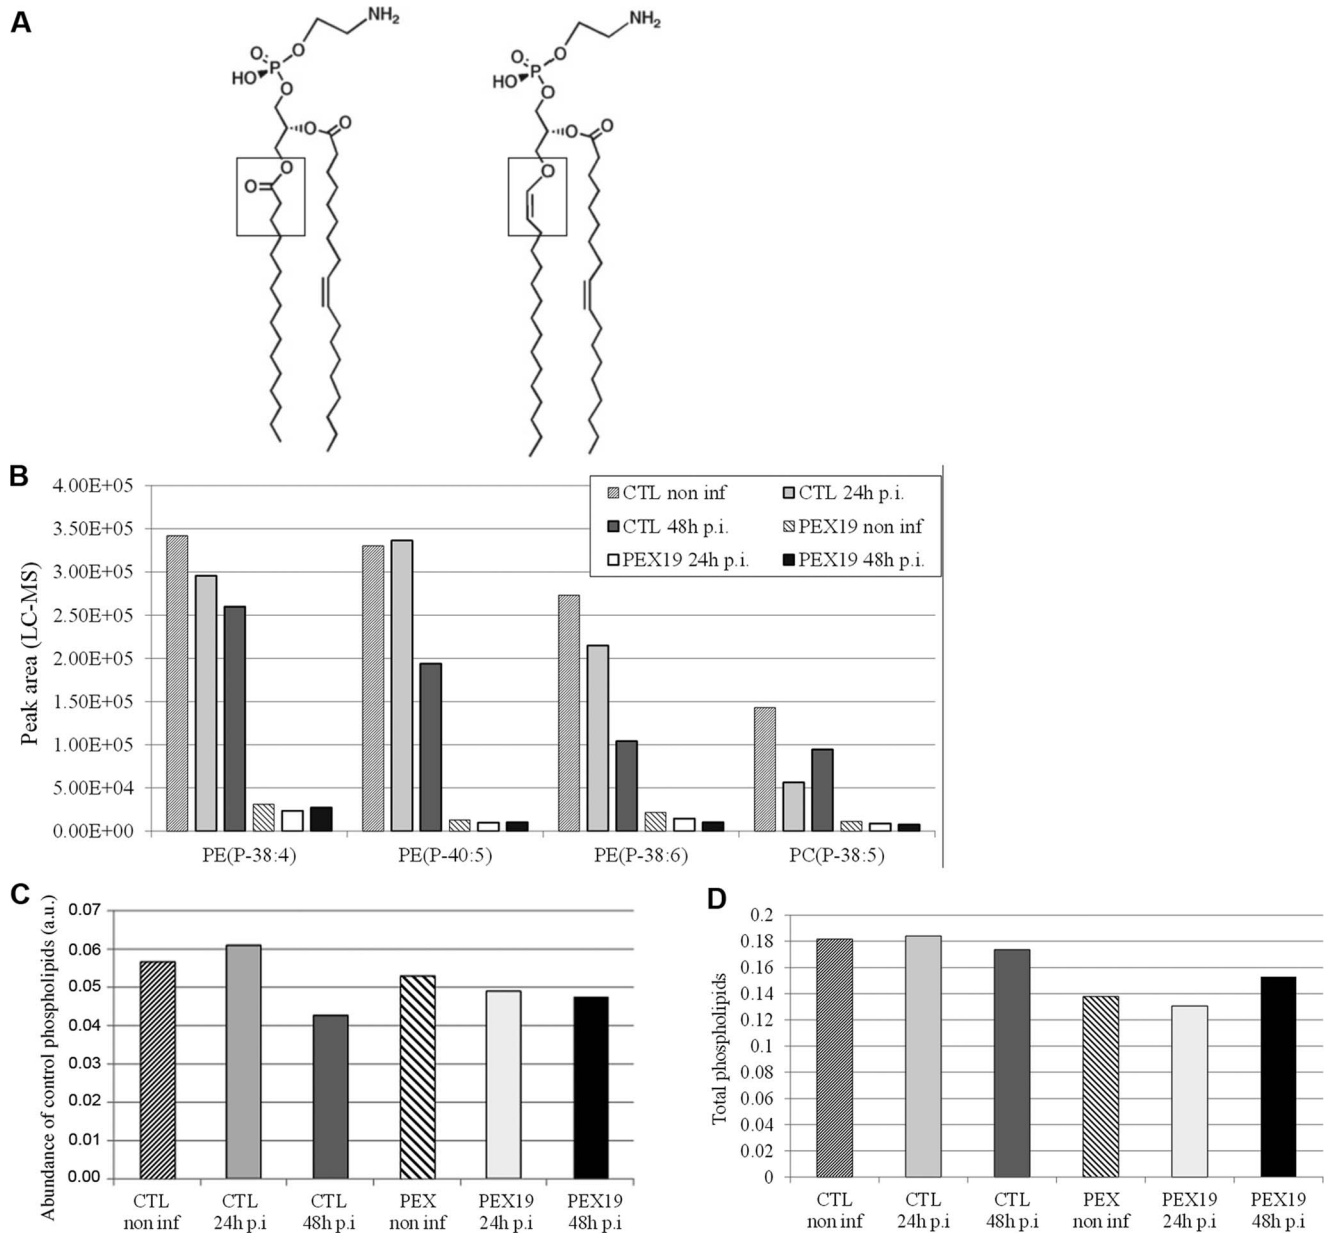 A
NH2
O
O
HO
P
O
O
O
O
O
NH2
O
O
HO
P
O
O
O
O
B
Peak area (LC-MS)
4.00E+05
3.50E+05
3.00E+05
2.50E+05
2.00E+05
1.50E+05
1.00E+05
5.00E+04
0.00E+00
CTL non inf
CTL 24h p.i.
CTL 48h p.i.
PEX19 non inf
PEX19 24h p.i.
PEX19 48h p.i.
PE(P-38:4)
PE(P-40:5)
PE(P-38:6)
PC(P-38:5)
C
Abundance of control phospholipids (a.u.)
0.07
0.06
0.05
0.04
0.03
0.02
0.01
0.00
CTL
non inf
CTL
24h p.i
CTL
48h p.i
PEX
non inf
PEX19
24h p.i
PEX19
48h p.i
D
Total phospholipids
0.2
0.18
0.16
0.14
0.12
0.1
0.08
0.06
0.04
0.02
0
CTL
non inf
CTL
24h p.i
CTL
48h p.i
PEX
non inf
PEX19
24h p.i
PEX19
48h p.i